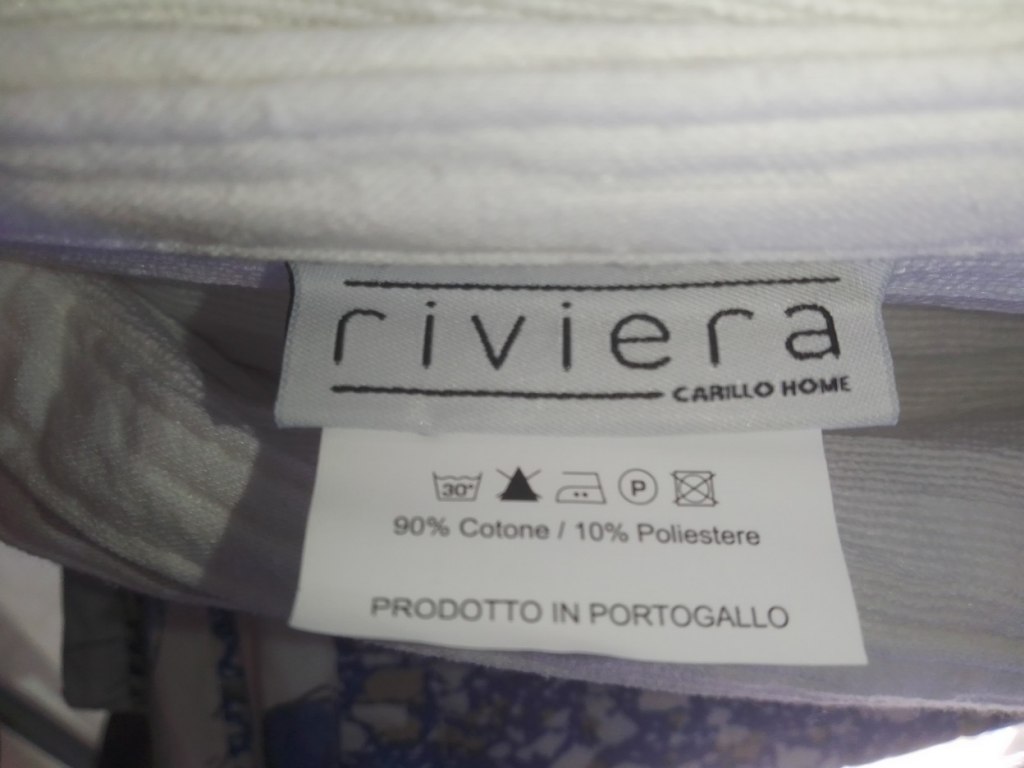 riviera
CARILLO HOME
30°
P
90% Cotone / 10% Poliestere
PRODOTTO IN PORTOGALLO